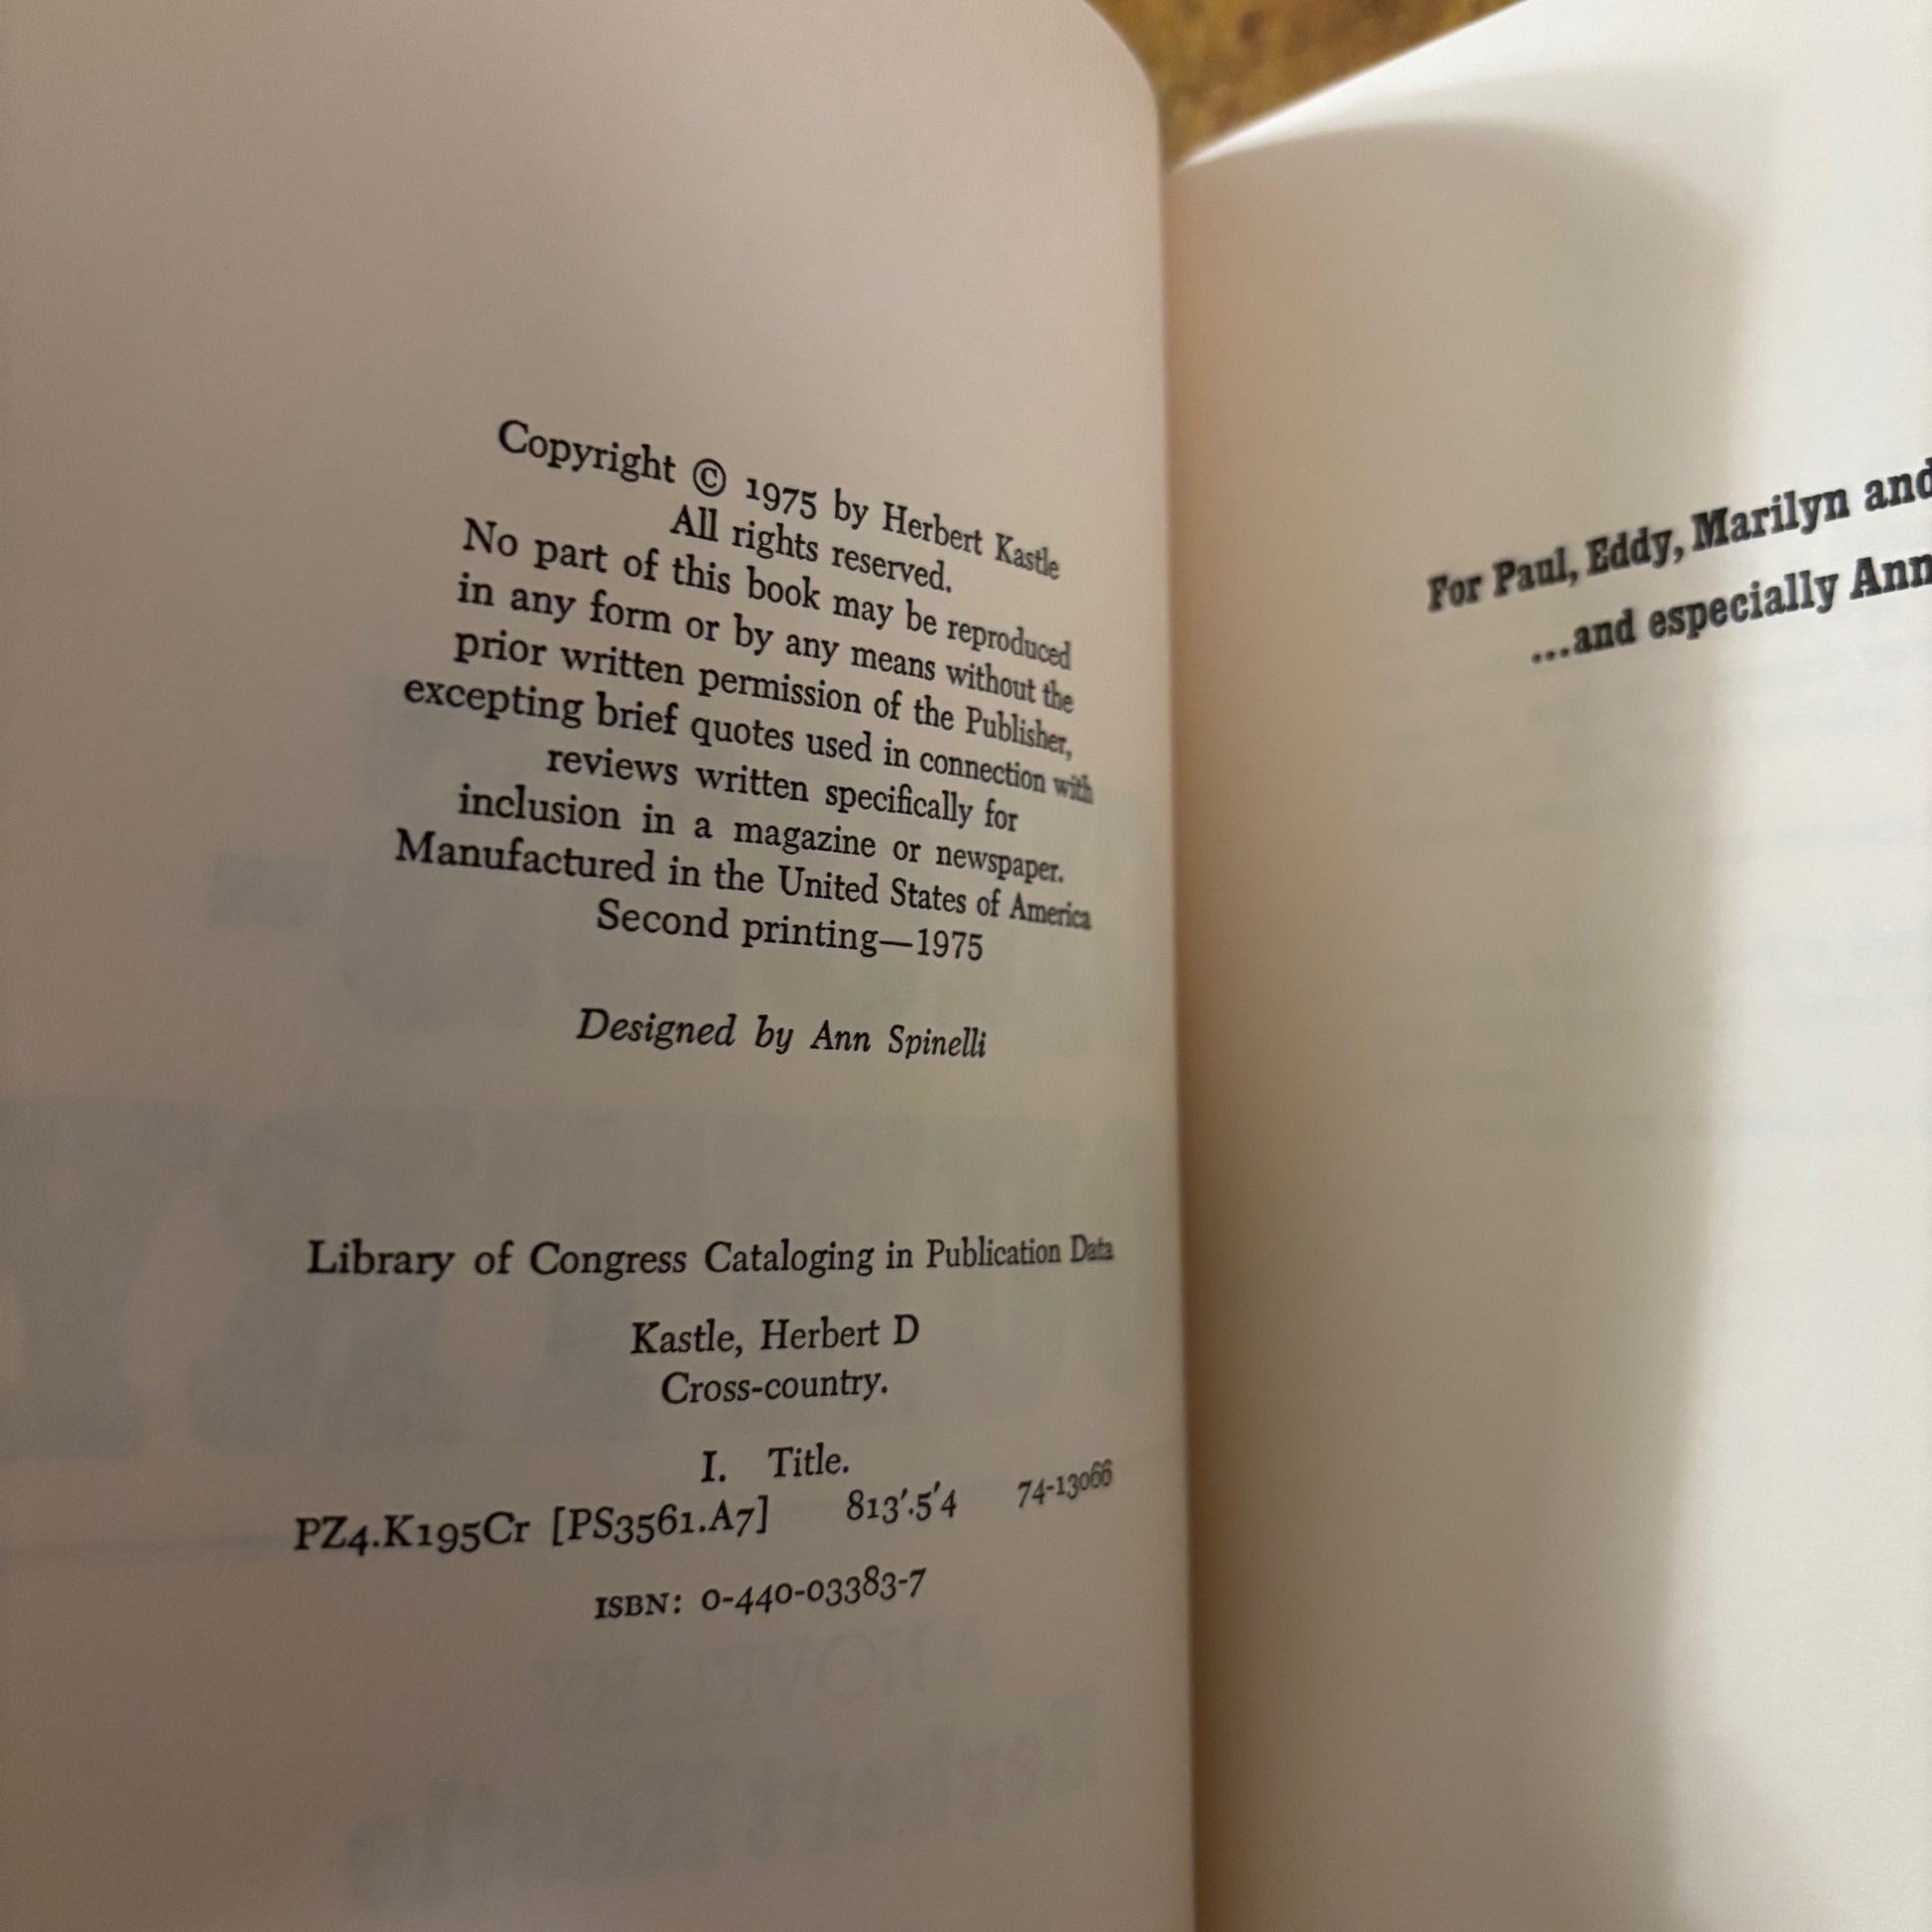 Copyright © 1975 by Herbert Kastle
All rights reserved.
No part of this book may be reproduced
in any form or by any means without the
prior written permission of the Publisher,
excepting brief quotes used in connection with
reviews written specifically for
inclusion in a magazine or newspaper.
Manufactured in the United States of America
Second printing—1975
Designed by Ann Spinelli
Library of Congress Cataloging in Publication Data
Kastle, Herbert D
Cross-country.
I. Title.
PZ4.K195Cr [PS3561.A7] 813'.5'4 74-13066
ISBN: 0-440-03383-7
For Paul, Eddy, Marilyn and
...and especially Ann